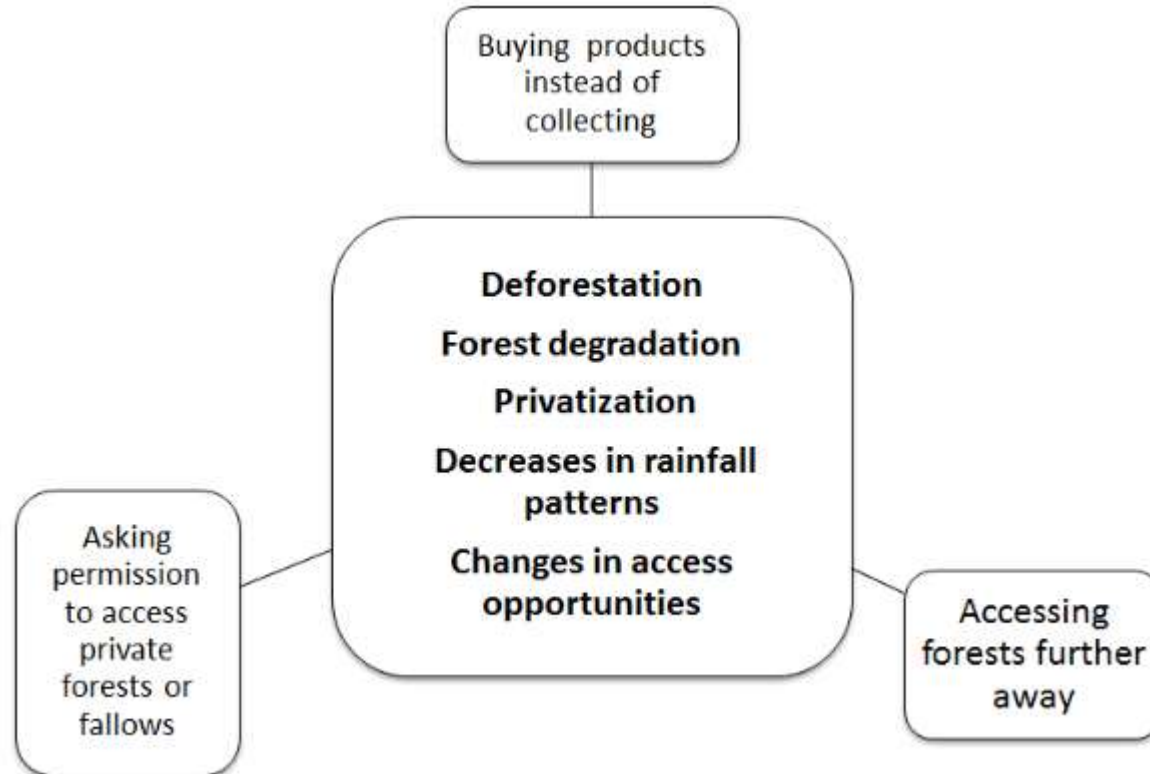 Buying products
instead of
collecting
Deforestation
Forest degradation
Privatization
Decreases in rainfall
patterns
Changes in access
opportunities
Asking
permission
to access
private
forests or
fallows
Accessing
forests further
away